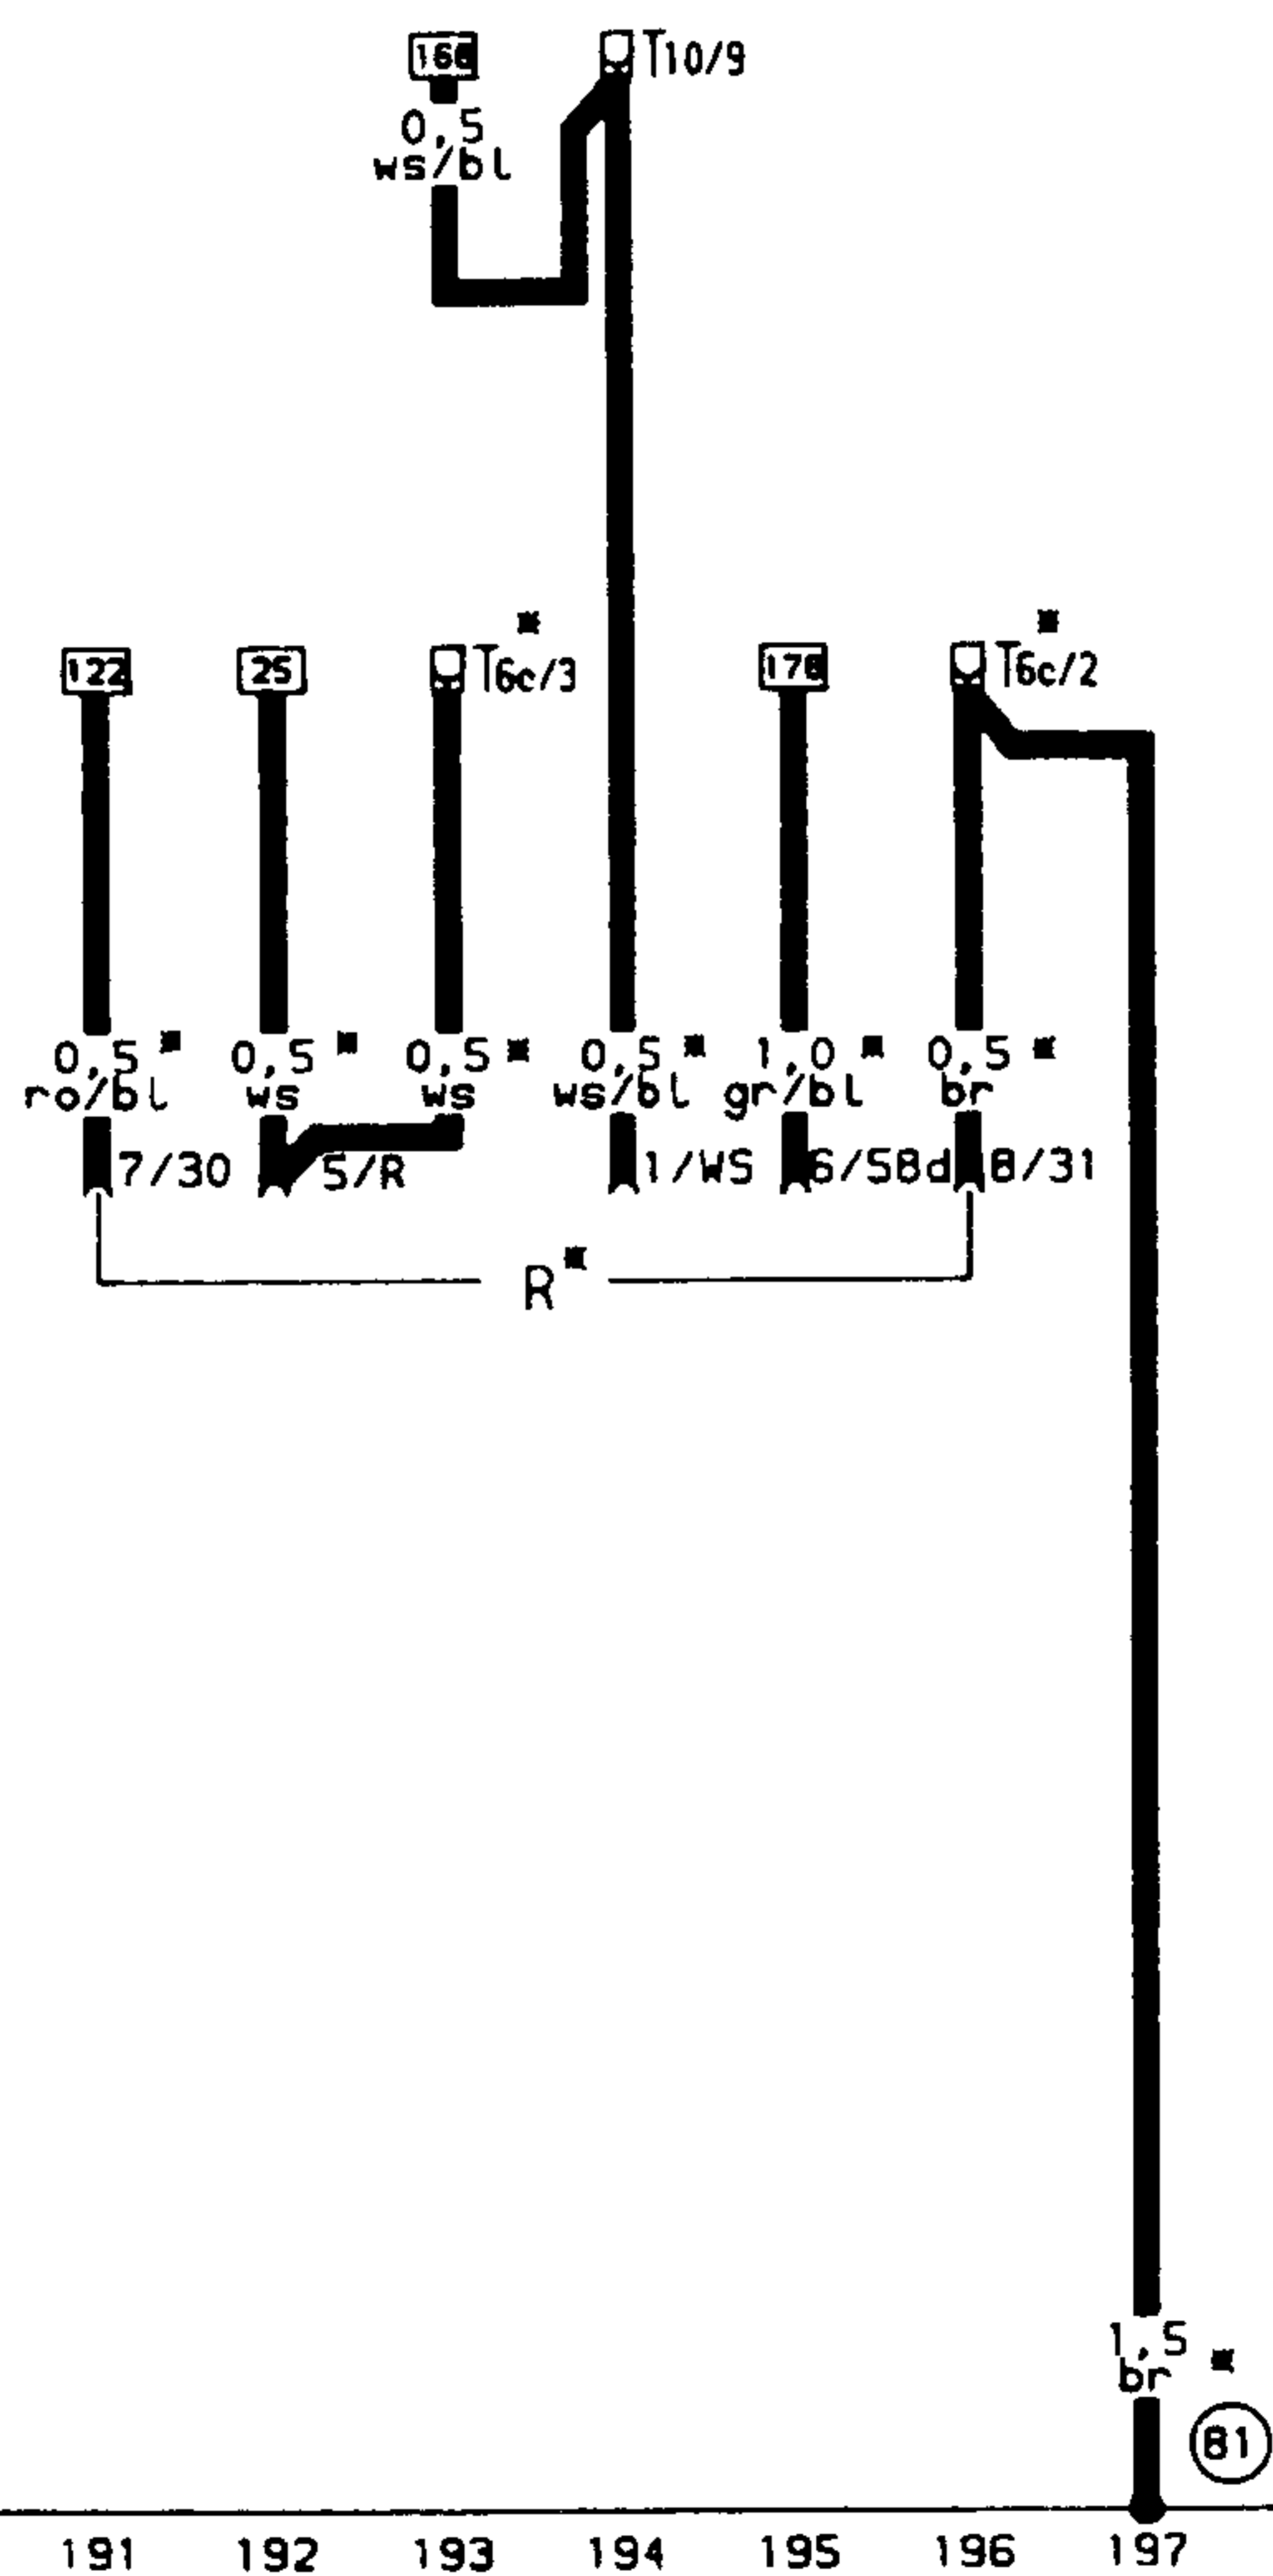 T10/9
0,5
ws/bl
122
25
T6c/3
*
T6c/2
*
0,5 *
ro/bl
0,5 *
ws
0,5 *
ws
0,5 *
ws/bl
1,0 *
gr/bl
0,5 *
br
7/30
5/R
1/WS
6/58d
8/31
R*
1,5
br *
81
191 192 193 194 195 196 197